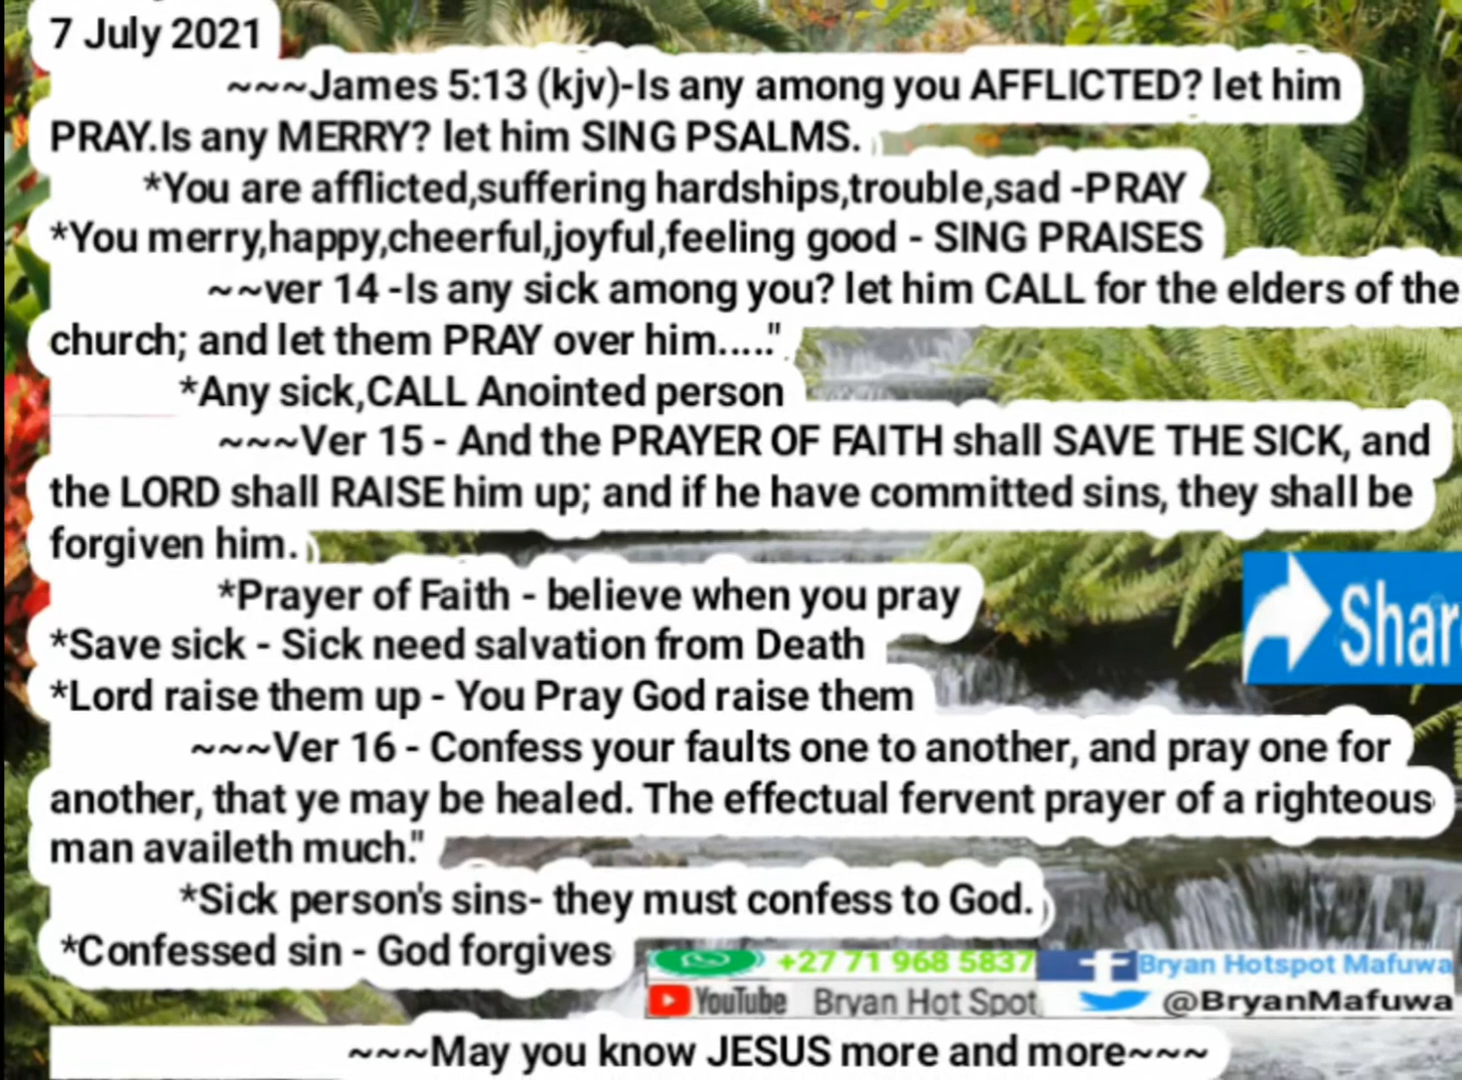 7 July 2021
~~~James 5:13 (kjv)-Is any among you AFFLICTED? let him
PRAY.Is any MERRY? let him SING PSALMS.
*You are afflicted,suffering hardships,trouble,sad -PRAY
*You merry,happy,cheerful,joyful,feeling good - SING PRAISES
~~ver 14 -Is any sick among you? let him CALL for the elders of the
church; and let them PRAY over him....."
*Any sick,CALL Anointed person
~~~Ver 15 - And the PRAYER OF FAITH shall SAVE THE SICK, and
the LORD shall RAISE him up; and if he have committed sins, they shall be
forgiven him.
*Prayer of Faith - believe when you pray
Share
*Save sick - Sick need salvation from Death
*Lord raise them up - You Pray God raise them
~~~Ver 16 - Confess your faults one to another, and pray one for
another, that ye may be healed. The effectual fervent prayer of a righteous
man availeth much."
*Sick person's sins- they must confess to God.
*Confessed sin - God forgives
+27 71 968 5837 f Bryan Hotspot Mafuwa
YouTube Bryan Hot Spot @BryanMafuwa
~~~May you know JESUS more and more~~~